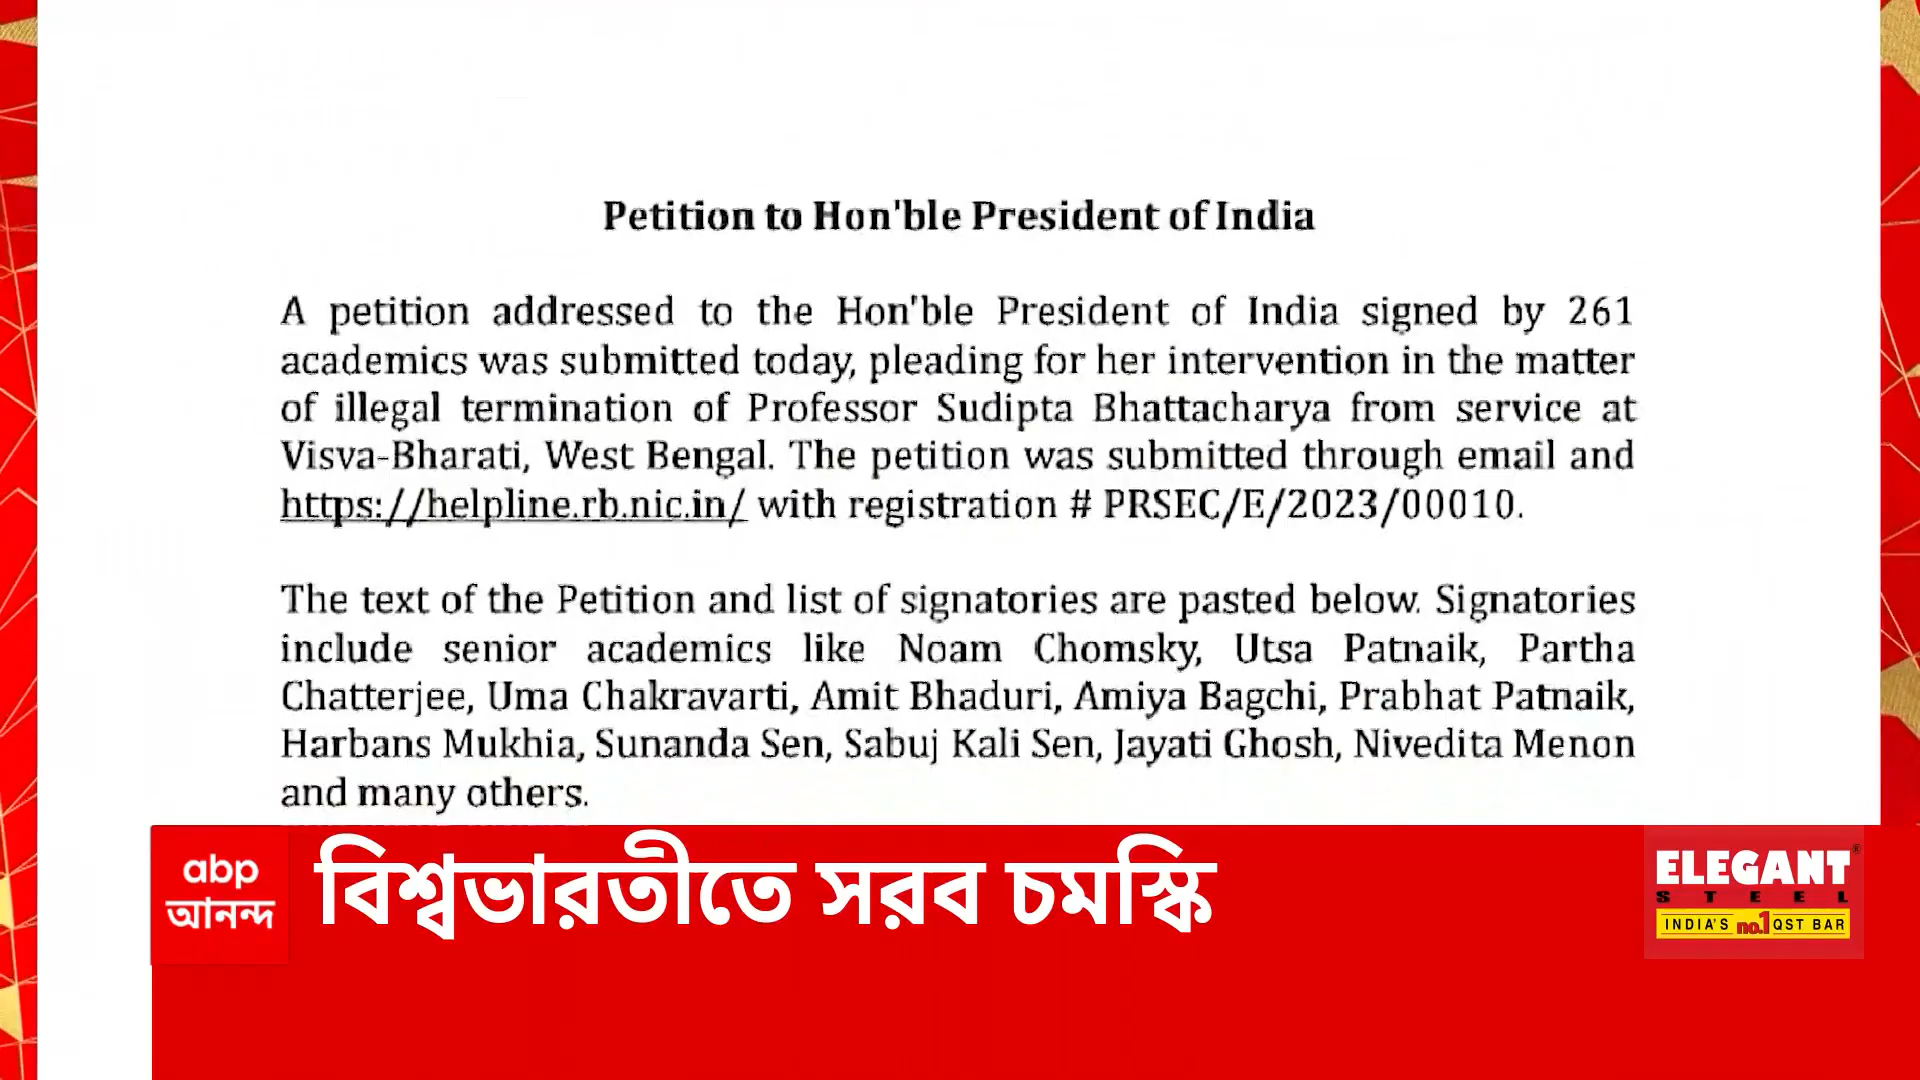 Petition to Hon'ble President of India
A petition addressed to the Hon'ble President of India signed by 261
academics was submitted today, pleading for her intervention in the matter
of illegal termination of Professor Sudipta Bhattacharya from service at
Visva-Bharati, West Bengal. The petition was submitted through email and
https://helpline.rb.nic.in/ with registration # PRSEC/E/2023/00010.
The text of the Petition and list of signatories are pasted below. Signatories
include senior academics like Noam Chomsky, Utsa Patnaik, Partha
Chatterjee, Uma Chakravarti, Amit Bhaduri, Amiya Bagchi, Prabhat Patnaik,
Harbans Mukhia, Sunanda Sen, Sabuj Kali Sen, Jayati Ghosh, Nivedita Menon
and many others.
abp
আনন্দ
বিশ্বভারতীতে সরব চমস্কি
ELEGANT®
STEEL
INDIA'S no.1 QST BAR